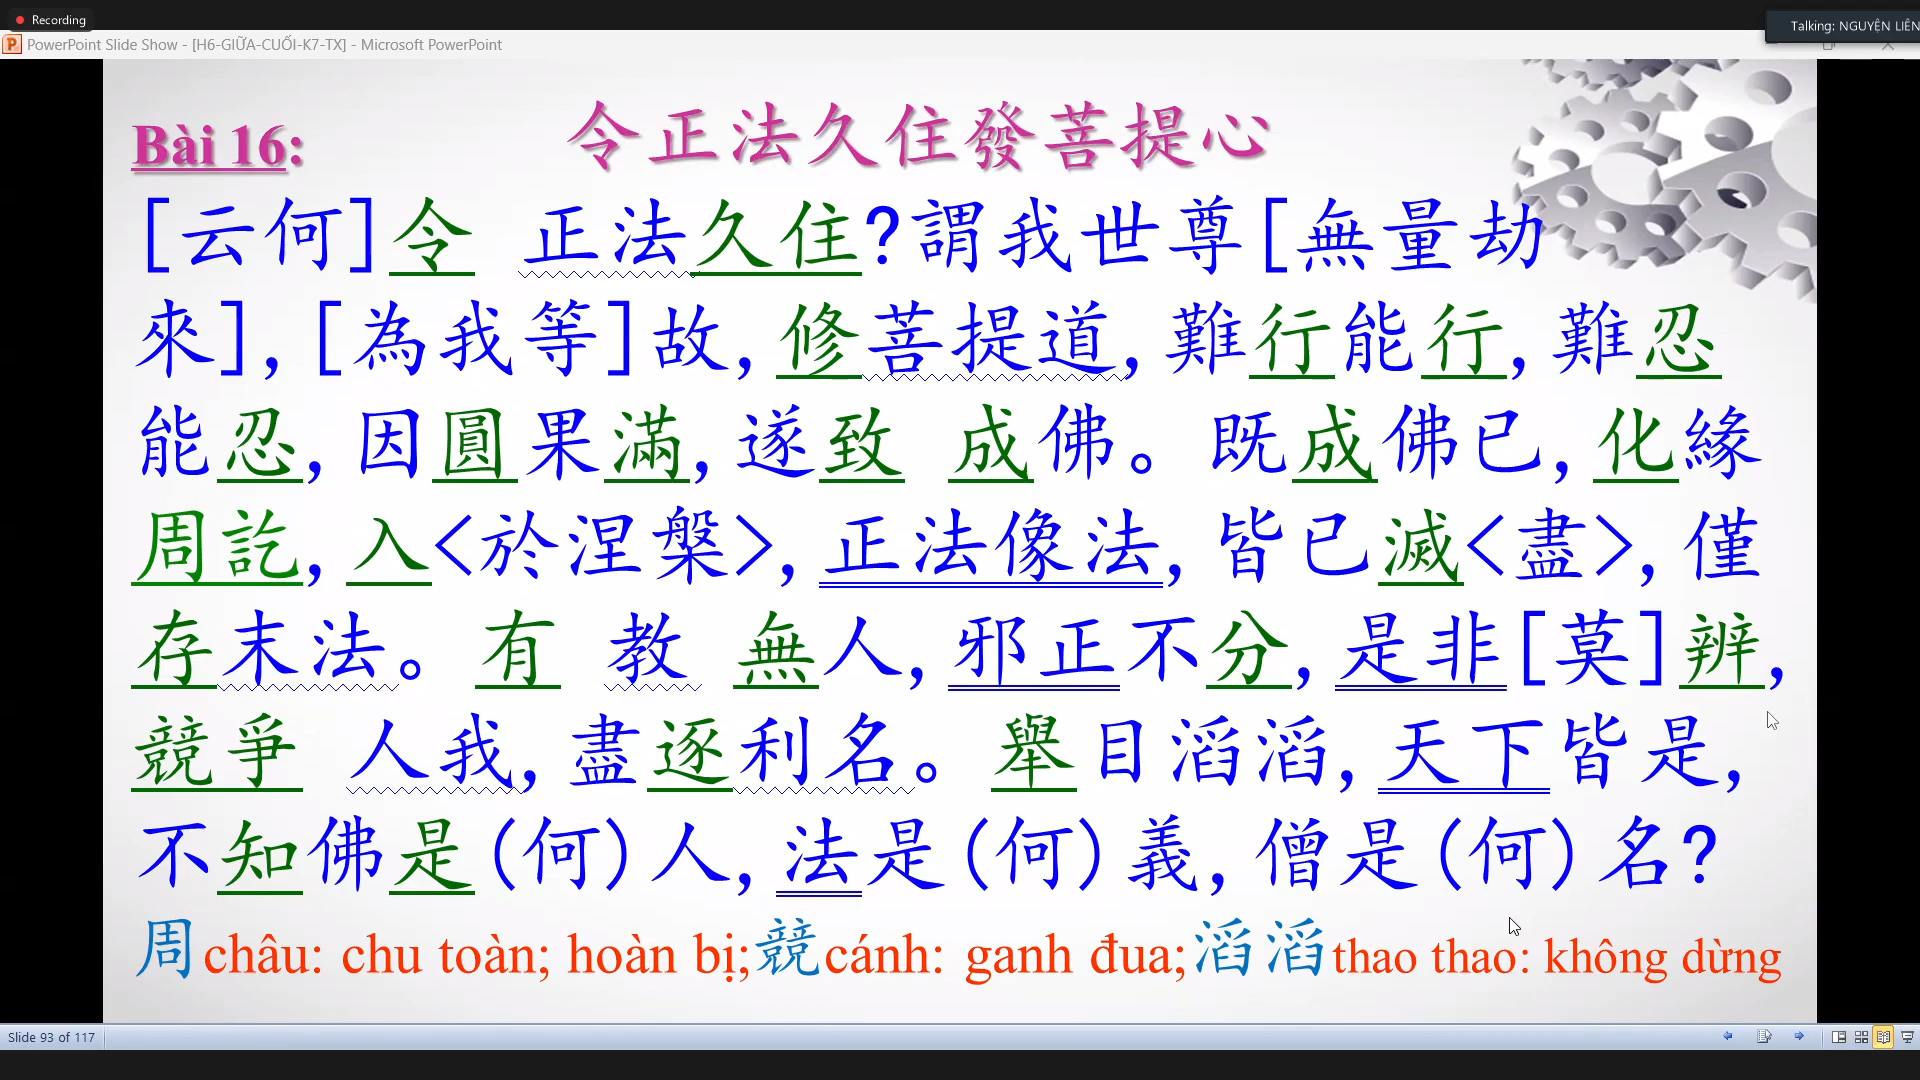 Recording
PowerPoint Slide Show - [H6-GIỮA-CUỐI-K7-TX] - Microsoft PowerPoint
Talking: NGUYỆN LIÊN
Bài 16: 令正法久住發菩提心
[云何]令 正法久住?謂我世尊[無量劫
來],[為我等]故,修菩提道,難行能行,難忍
能忍,因圓果滿,遂致 成佛。既成佛已,化緣
周訖,入<於涅槃>,正法像法,皆已滅<盡>,僅
存末法。有 教 無人,邪正不分,是非[莫]辨,
競爭 人我,盡逐利名。舉目滔滔,天下皆是,
不知佛是(何)人,法是(何)義,僧是(何)名?
周châu: chu toàn; hoàn bị;競cánh: ganh đua;滔滔thao thao: không dừng
Slide 93 of 117